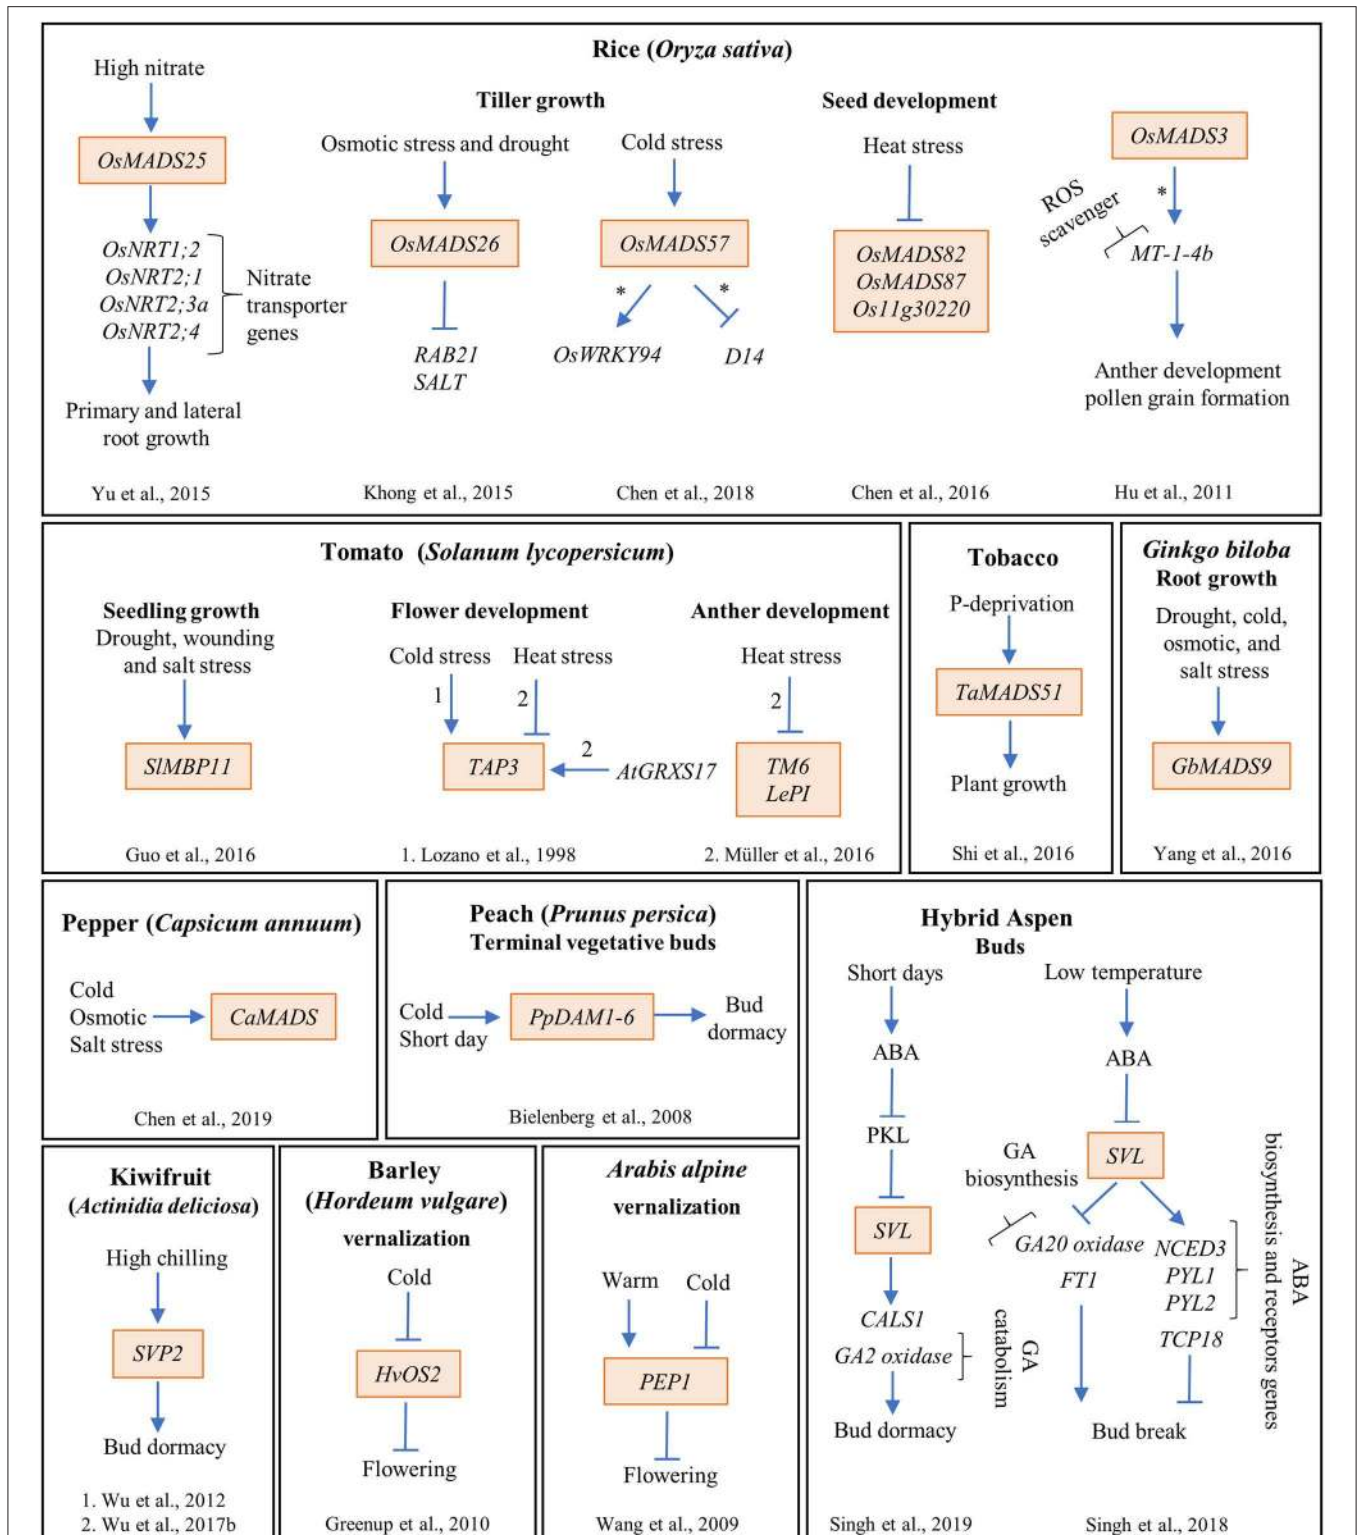 Rice (Oryza sativa)
High nitrate
OsMADS25
OsNRT1;2
OsNRT2;1
OsNRT2;3a
OsNRT2;4
Nitrate
transporter
genes
Primary and lateral
root growth
Yu et al., 2015
Tiller growth
Osmotic stress and drought
OsMADS26
RAB21
SALT
Khong et al., 2015
Cold stress
OsMADS57
*
*
OsWRKY94
D14
Chen et al., 2018
Seed development
Heat stress
OsMADS82
OsMADS87
Os11g30220
Chen et al., 2016
OsMADS3
*
ROS
scavenger
MT-1-4b
Anther development
pollen grain formation
Hu et al., 2011
Tomato (Solanum lycopersicum)
Seedling growth
Drought, wounding
and salt stress
SlMBP11
Guo et al., 2016
Flower development
Cold stress
Heat stress
1
2
TAP3
2
AtGRXS17
1. Lozano et al., 1998
Anther development
Heat stress
2
TM6
LePI
2. Müller et al., 2016
Tobacco
P-deprivation
TaMADS51
Plant growth
Shi et al., 2016
Ginkgo biloba
Root growth
Drought, cold,
osmotic, and
salt stress
GbMADS9
Yang et al., 2016
Pepper (Capsicum annuum)
Cold
Osmotic
Salt stress
CaMADS
Chen et al., 2019
Peach (Prunus persica)
Terminal vegetative buds
Cold
Short day
PpDAM1-6
Bud
dormacy
Bielenberg et al., 2008
Hybrid Aspen
Buds
Short days
ABA
PKL
SVL
CALS1
GA2 oxidase
GA
catabolism
Bud dormacy
Singh et al., 2019
Low temperature
ABA
SVL
GA
biosynthesis
GA20 oxidase
FT1
NCED3
PYL1
PYL2
TCP18
ABA
biosynthesis and receptors genes
Bud break
Singh et al., 2018
Kiwifruit
(Actinidia deliciosa)
High chilling
SVP2
Bud dormacy
1. Wu et al., 2012
2. Wu et al., 2017b
Barley
(Hordeum vulgare)
vernalization
Cold
HvOS2
Flowering
Greenup et al., 2010
Arabis alpine
vernalization
Warm
Cold
PEP1
Flowering
Wang et al., 2009